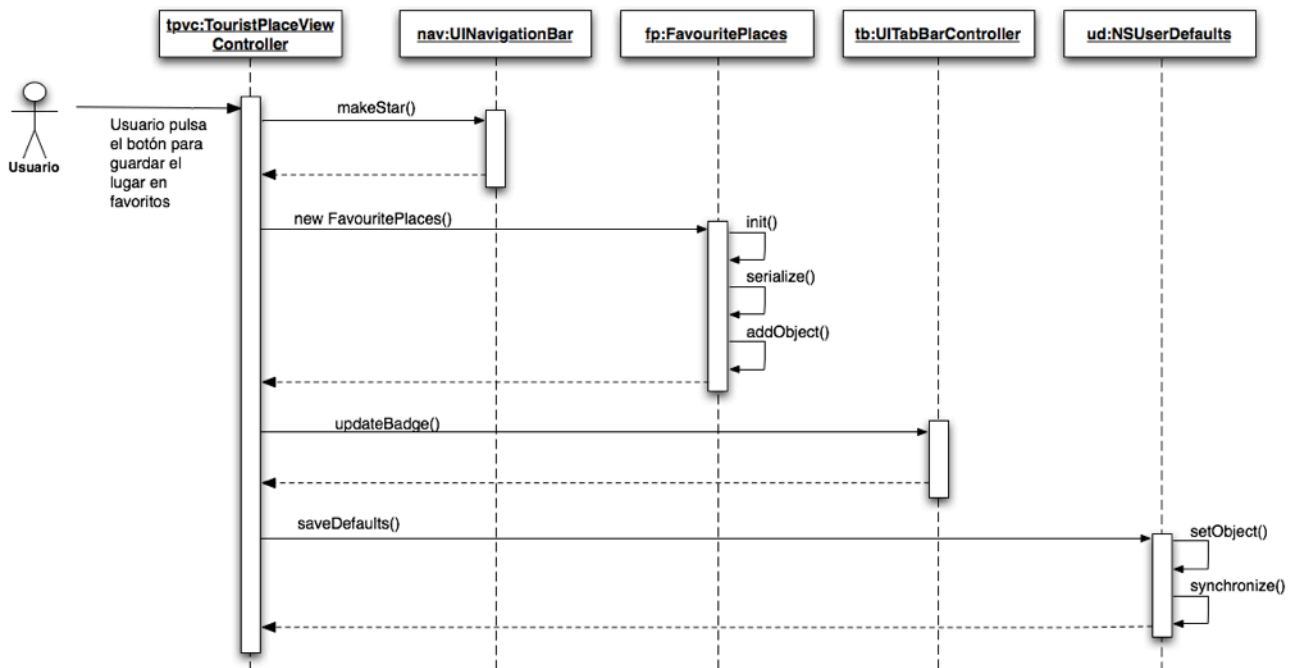 tpvc:TouristPlaceView
Controller
nav:UINavigationBar
fp:FavouritePlaces
tb:UITabBarController
ud:NSUserDefaults
Usuario
Usuario pulsa
el botón para
guardar el
lugar en
favoritos
makeStar()
new FavouritePlaces()
init()
serialize()
addObject()
updateBadge()
saveDefaults()
setObject()
synchronize()